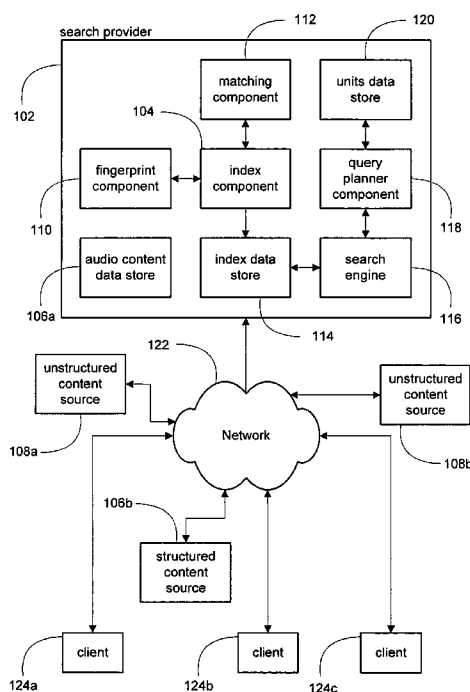 112
120
search provider
102
matching
component
units data
store
104
fingerprint
component
index
component
query
planner
component
110
118
audio content
data store
index data
store
search
engine
106a
116
114
122
unstructured
content
source
unstructured
content
source
Network
108a
108b
106b
structured
content
source
client
client
client
124a
124b
124c